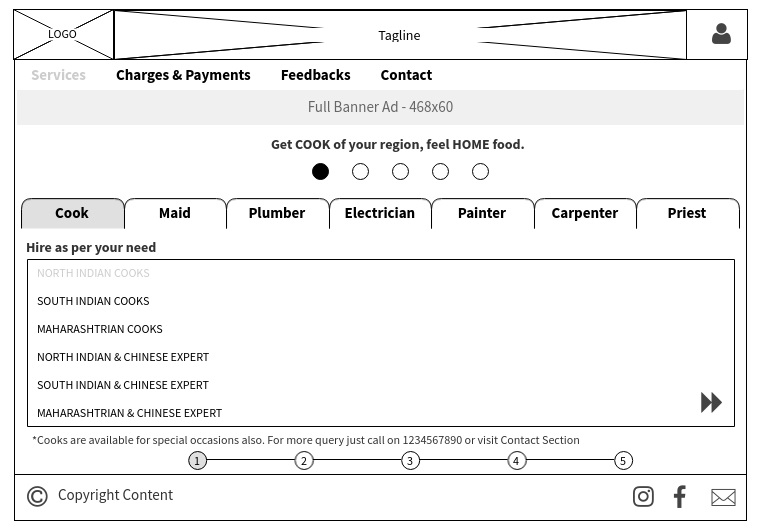 LOGO
Tagline
Services Charges & Payments Feedbacks Contact
Full Banner Ad - 468x60
Get COOK of your region, feel HOME food.
Cook Maid Plumber Electrician Painter Carpenter Priest
Hire as per your need
NORTH INDIAN COOKS
SOUTH INDIAN COOKS
MAHARASHTRIAN COOKS
NORTH INDIAN & CHINESE EXPERT
SOUTH INDIAN & CHINESE EXPERT
MAHARASHTRIAN & CHINESE EXPERT
*Cooks are available for special occasions also. For more query just call on 1234567890 or visit Contact Section
1 2 3 4 5
© Copyright Content